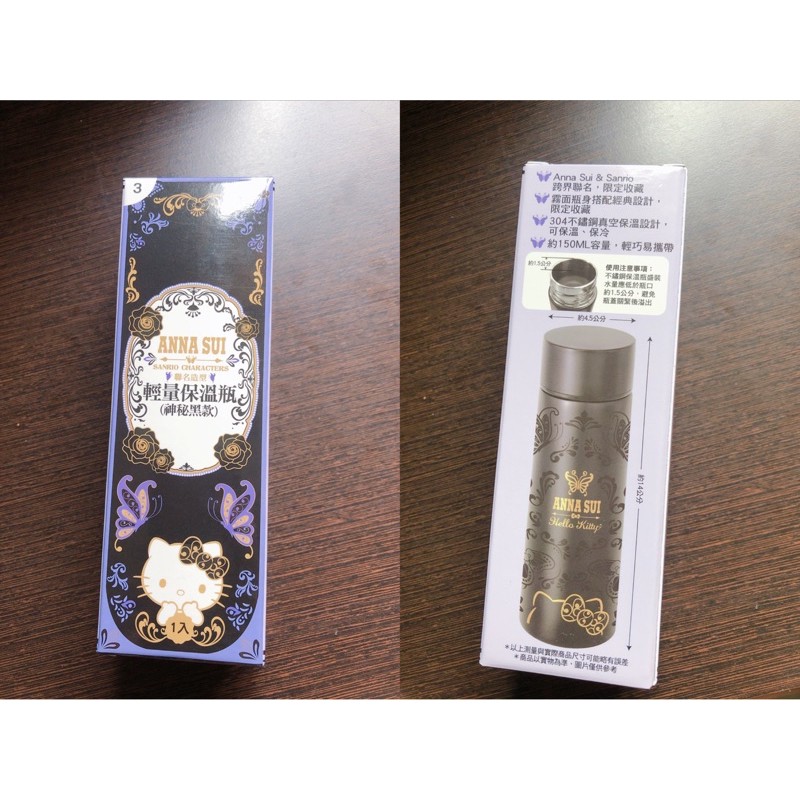 3
ANNA SUI
SANRIO CHARACTERS
聯名造型
輕量保溫瓶
(神秘黑款)
1入
Anna Sui & Sanrio
跨界聯名，限定收藏
霧面瓶身搭配經典設計，
限定收藏
304不鏽鋼真空保溫設計，
可保溫、保冷
約150ML容量，輕巧易攜帶
約1.5公分
使用注意事項：
不鏽鋼保溫瓶盛裝
水量應低於瓶口
約1.5公分，避免
瓶蓋關緊後溢出
約4.5公分
約14公分
ANNA SUI
Hello Kitty
*以上測量與實際商品尺寸可能略有誤差
*商品以實物為準，圖片僅供參考